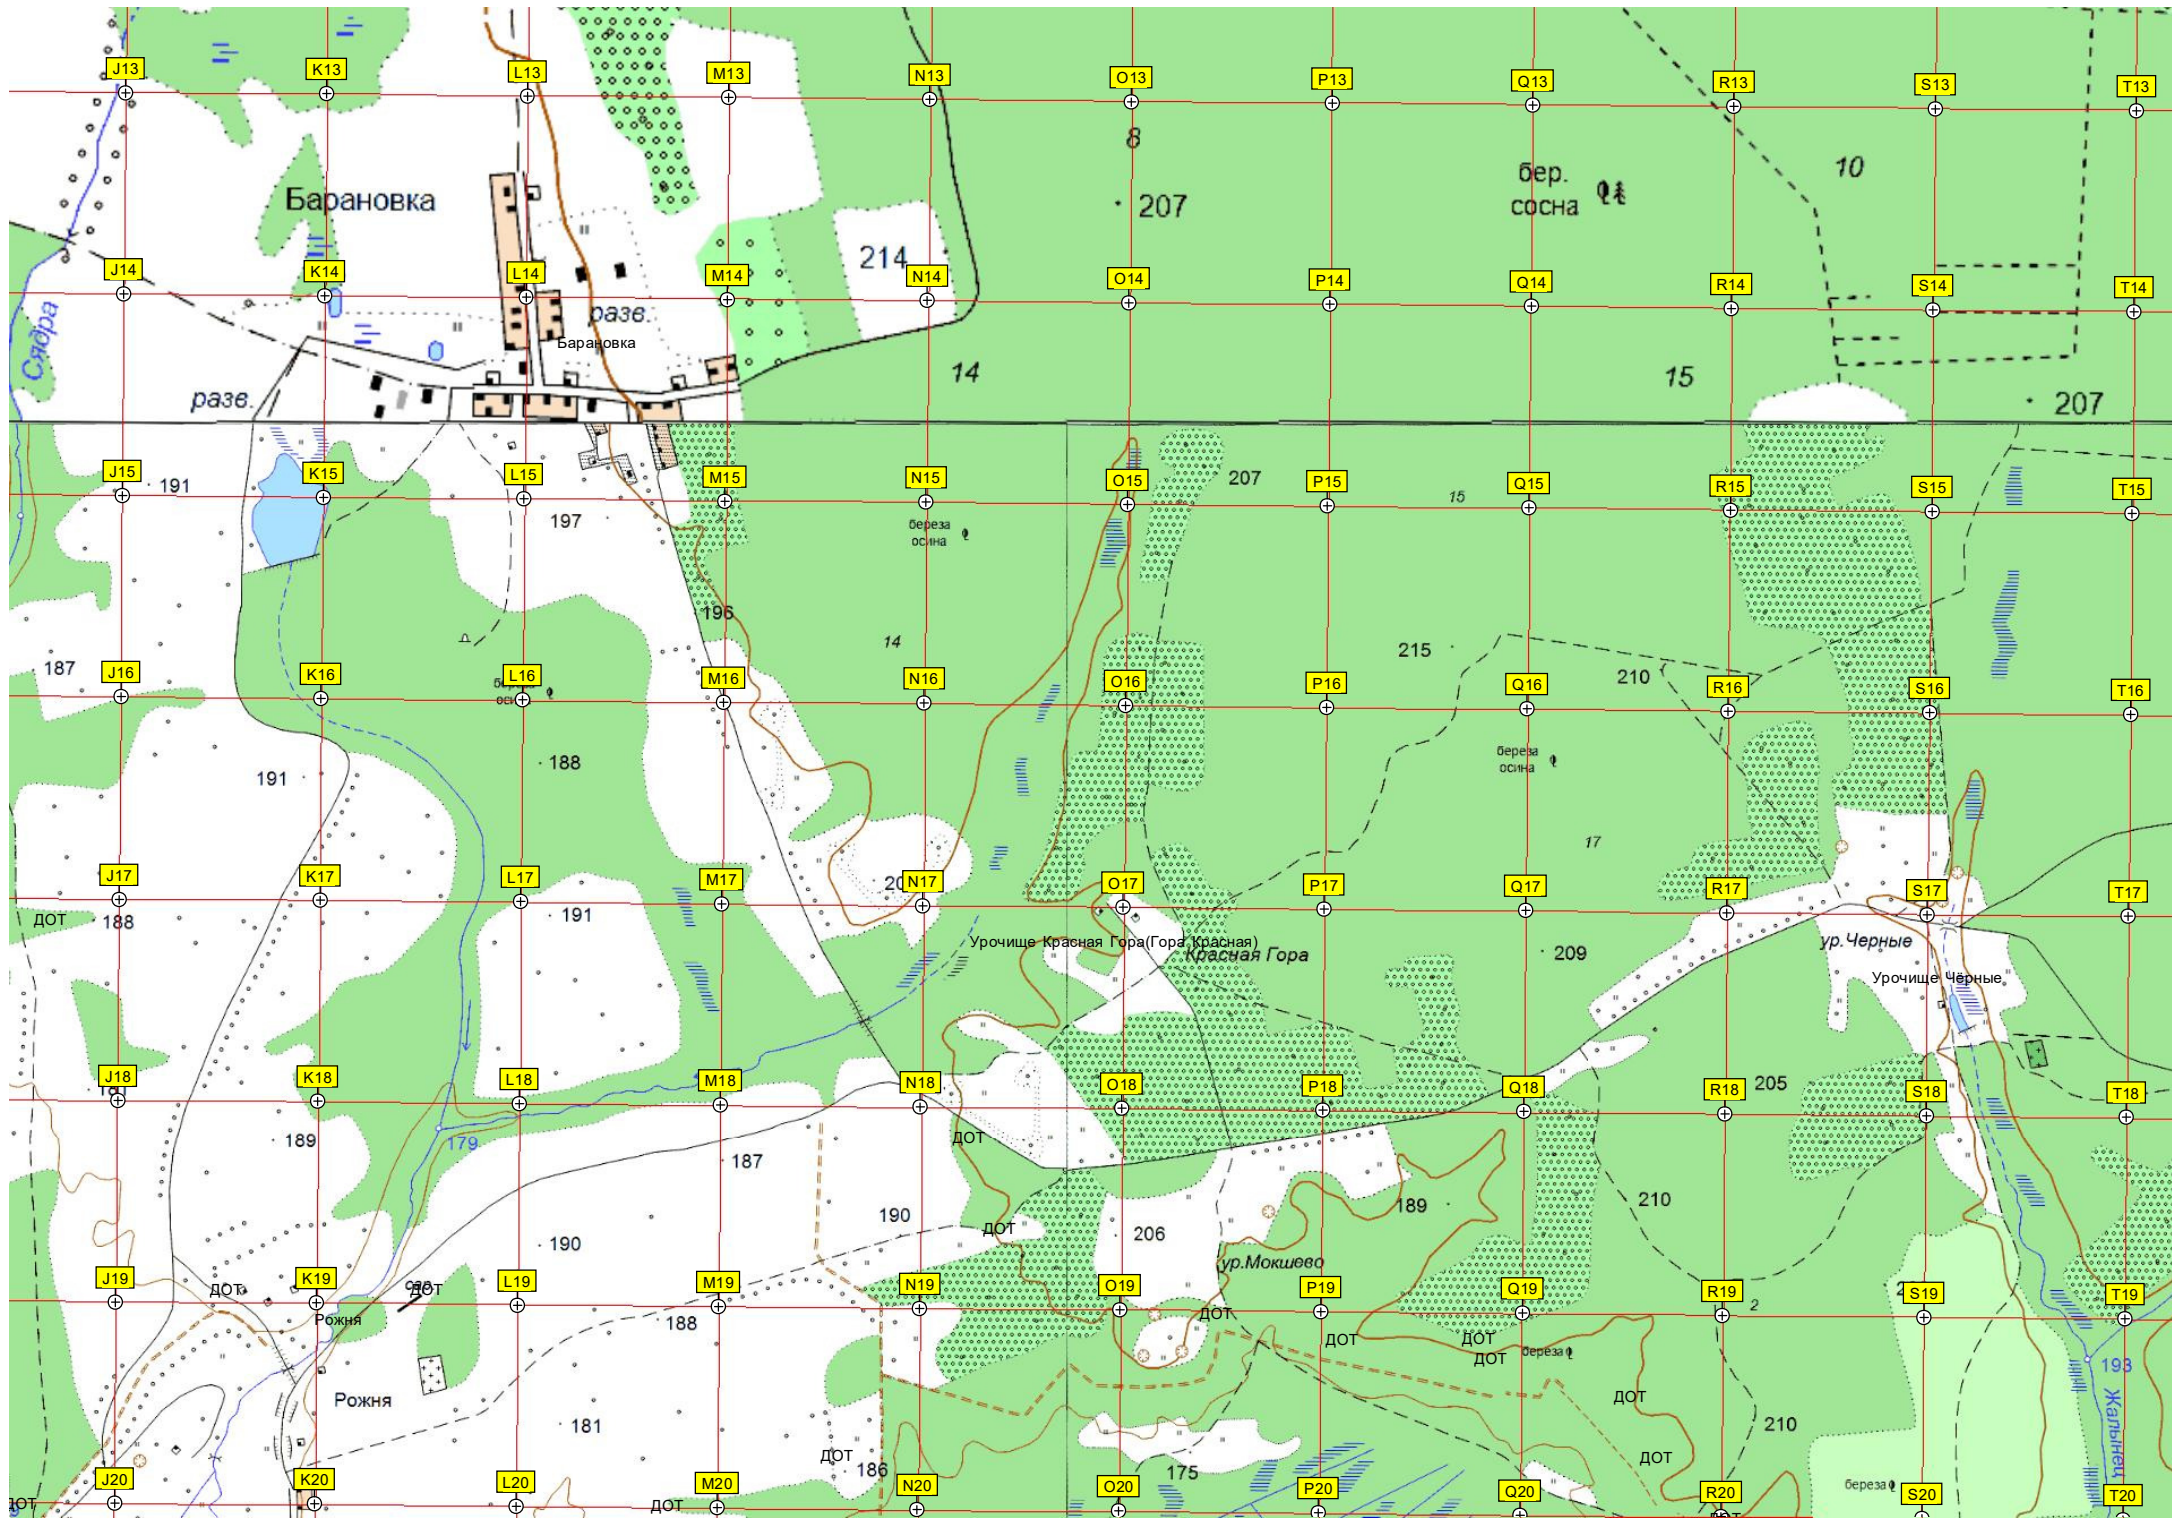 J13
K13
L13
M13
N13
O13
P13
Q13
R13
S13
T13
8
10
бер.
сосна
Барановка
207
214
J14
K14
L14
M14
N14
O14
P14
Q14
R14
S14
T14
Сядра
разв.
Барановка
14
15
разв.
207
J15
191
K15
L15
197
M15
N15
береза
осина
O15
207
P15
15
Q15
R15
S15
T15
196
14
215
210
187
J16
K16
L16
M16
N16
O16
P16
Q16
R16
S16
T16
188
191
береза
осина
17
J17
K17
L17
M17
N17
O17
P17
Q17
R17
S17
T17
ДОТ
188
191
Урочище Красная Гора(Гора Красная)
Красная Гора
209
ур.Черные
Урочище Чёрные
J18
K18
L18
M18
N18
O18
P18
Q18
R18
205
S18
T18
189
179
187
ДОТ
190
ДОТ
206
189
210
190
ур.Мокшево
J19
ДОТ
K19
сар.
ДОТ
L19
M19
N19
O19
P19
Q19
R19
2
S19
T19
Рожня
188
ДОТ
ДОТ
ДОТ
ДОТ
береза
193
Рожня
181
ДОТ
210
Жалынец
ДОТ
186
175
ДОТ
береза
J20
K20
L20
M20
N20
O20
P20
Q20
R20
S20
T20
ДОТ
ДОТ
ДОТ